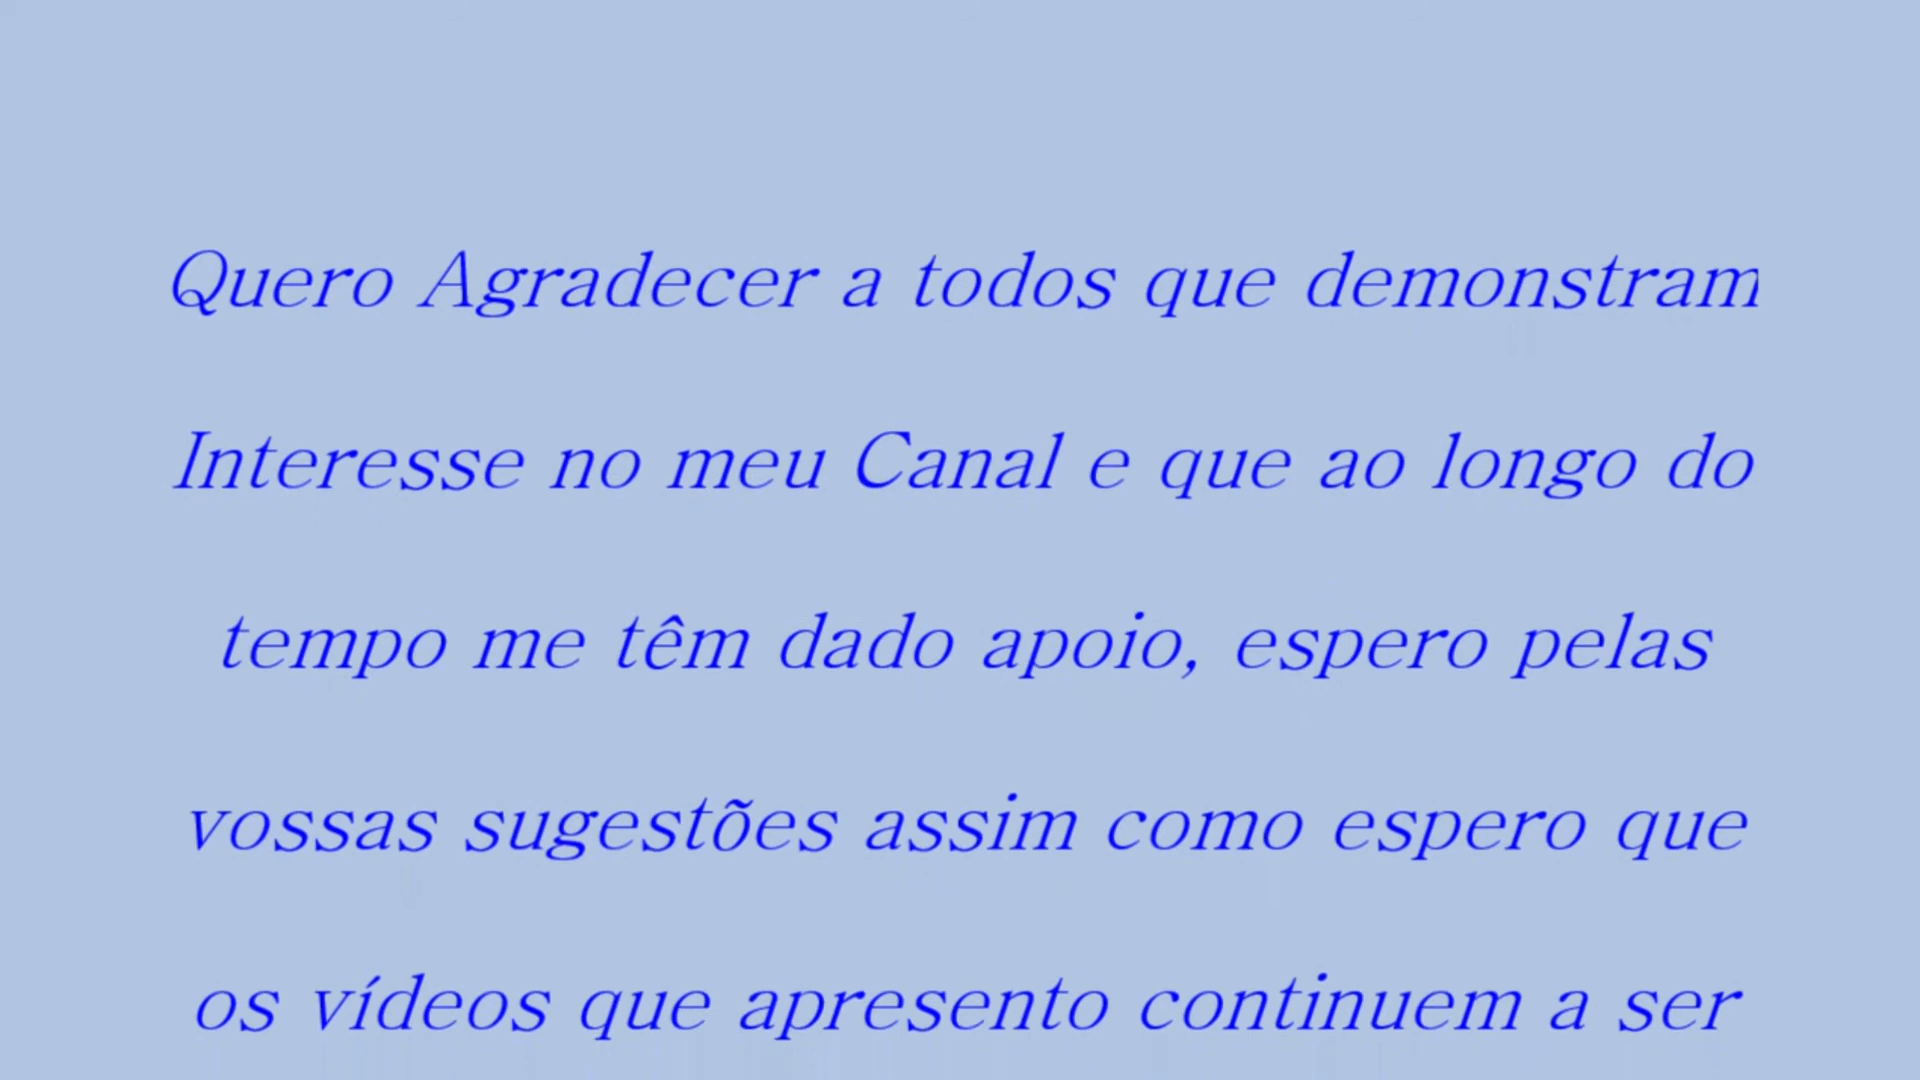 Quero Agradecer a todos que demonstram
Interesse no meu Canal e que ao longo do
tempo me têm dado apoio, espero pelas
vossas sugestões assim como espero que
os vídeos que apresento continuem a ser